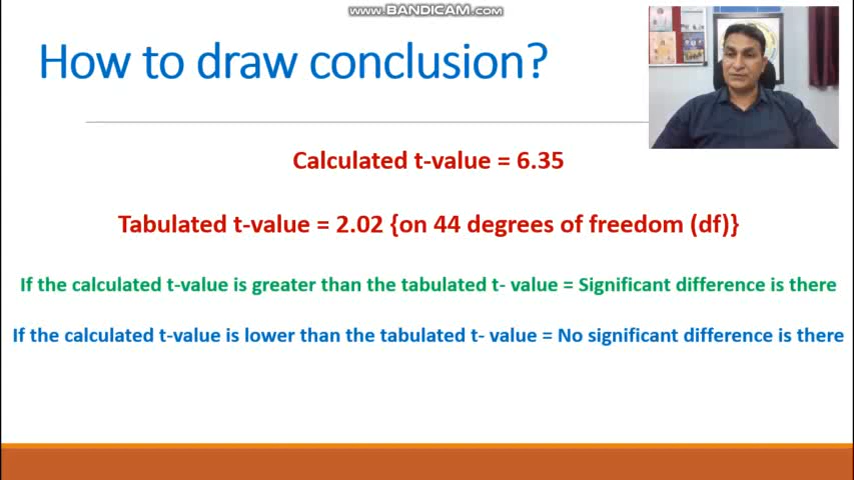 www.BANDICAM.com
How to draw conclusion?
Calculated t-value = 6.35
Tabulated t-value = 2.02 {on 44 degrees of freedom (df)}
If the calculated t-value is greater than the tabulated t- value = Significant difference is there
If the calculated t-value is lower than the tabulated t- value = No significant difference is there